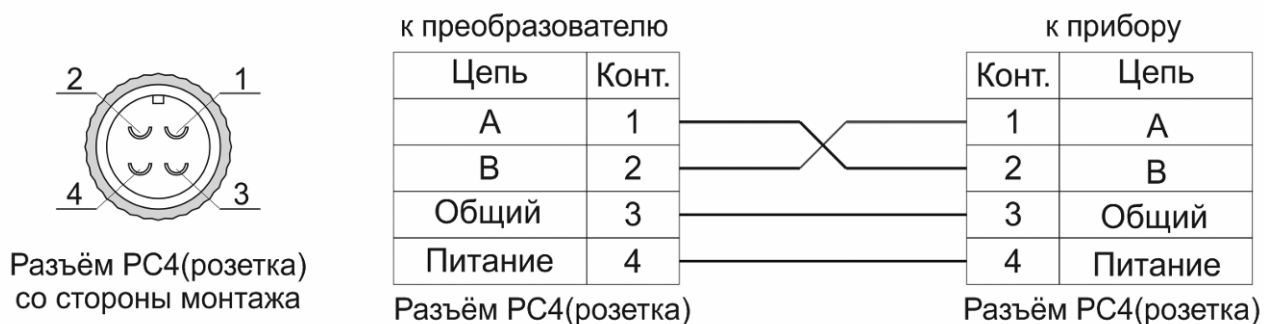 2 1
4 3
Разъём РС4(розетка)
со стороны монтажа
к преобразователю
Цепь Конт.
А 1
В 2
Общий 3
Питание 4
Разъём РС4(розетка)
к прибору
Конт. Цепь
1 А
2 В
3 Общий
4 Питание
Разъём РС4(розетка)